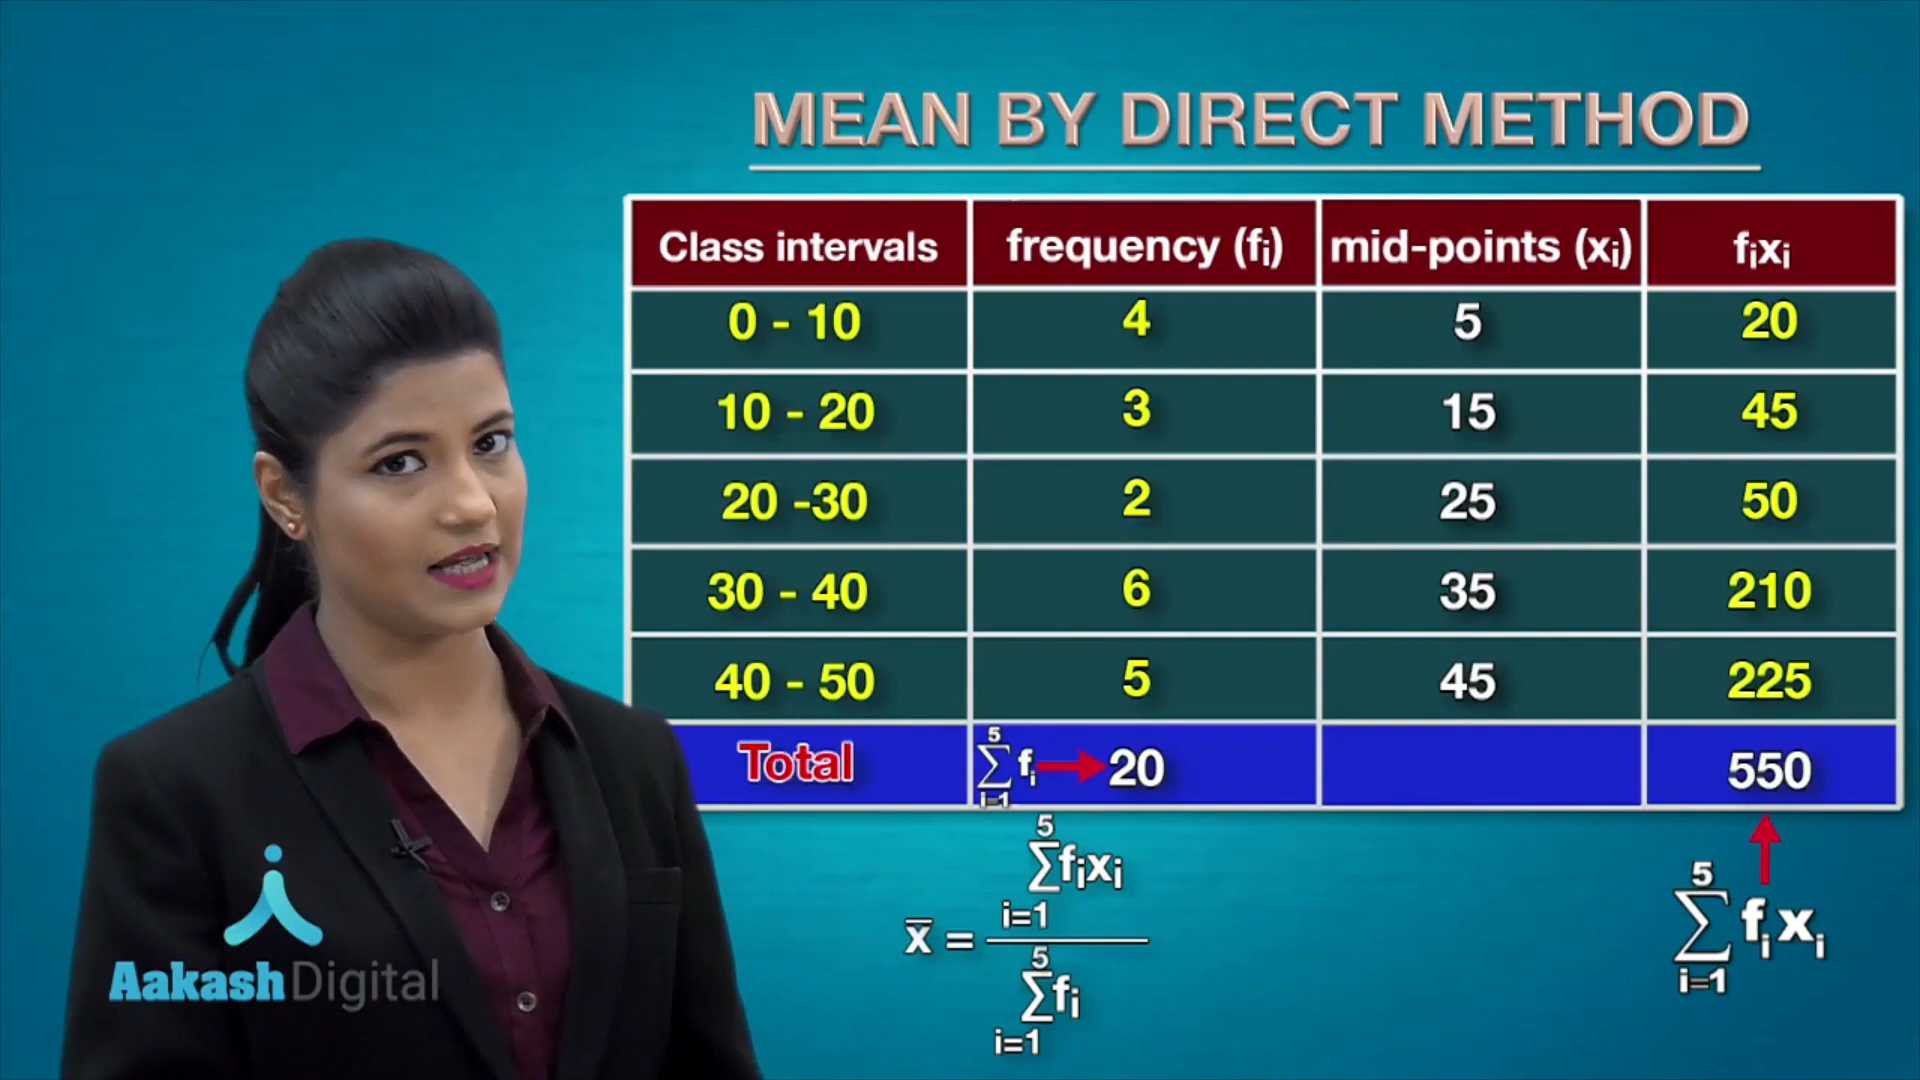 MEAN BY DIRECT METHOD
Class intervals frequency (fi) mid-points (xi) fixi
0 - 10 4 5 20
10 - 20 3 15 45
20 -30 2 25 50
30 - 40 6 35 210
40 - 50 5 45 225
Total 5∑i=1 fi → 20 550
x̅ = 5∑i=1 fixi / 5∑i=1 fi
5∑i=1 fixi
Aakash Digital